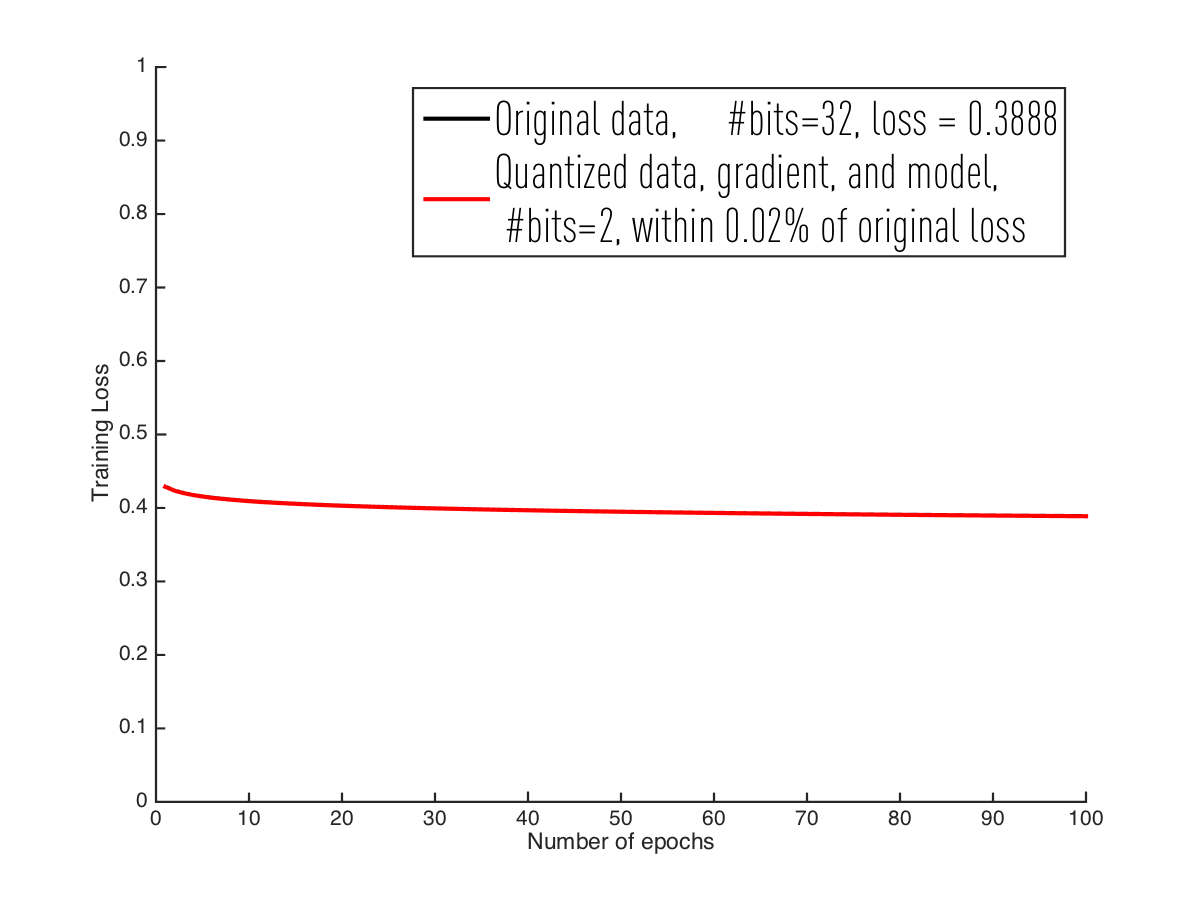 Original data, #bits=32, loss = 0.3888
Quantized data, gradient, and model,
#bits=2, within 0.02% of original loss
Training Loss
1
0.9
0.8
0.7
0.6
0.5
0.4
0.3
0.2
0.1
0
0 10 20 30 40 50 60 70 80 90 100
Number of epochs